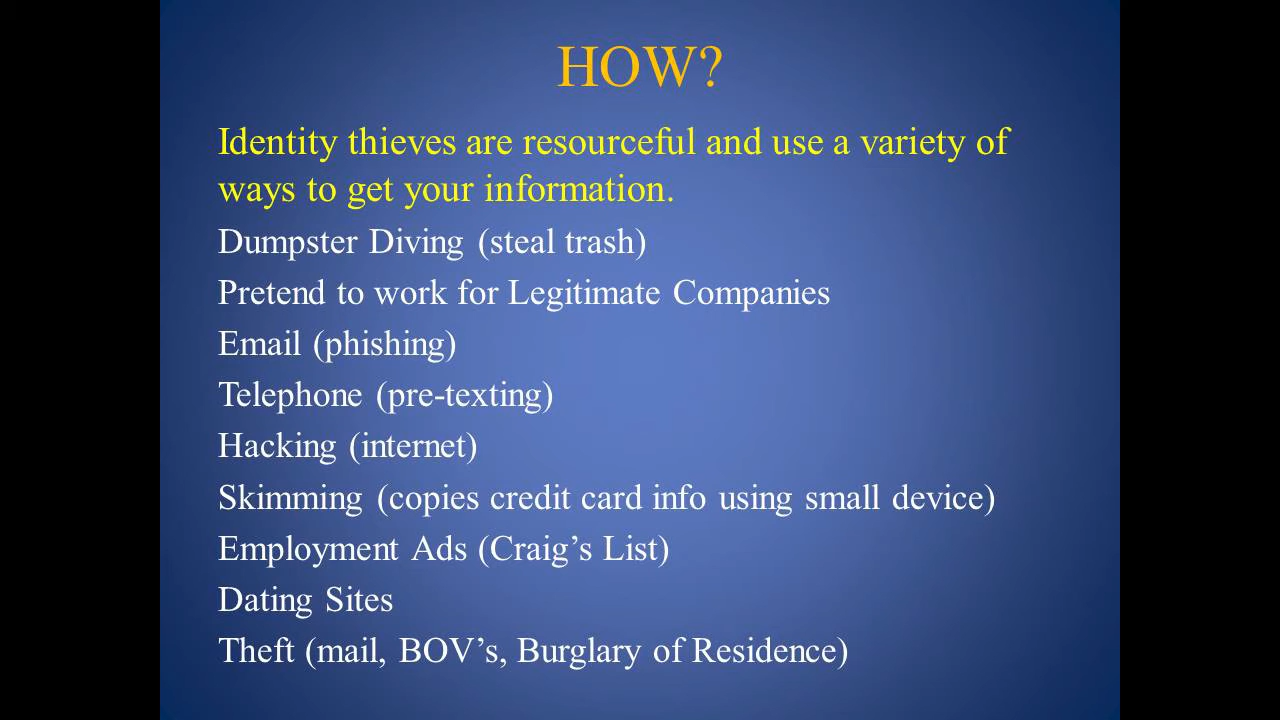 HOW?
Identity thieves are resourceful and use a variety of
ways to get your information.
Dumpster Diving (steal trash)
Pretend to work for Legitimate Companies
Email (phishing)
Telephone (pre-texting)
Hacking (internet)
Skimming (copies credit card info using small device)
Employment Ads (Craig’s List)
Dating Sites
Theft (mail, BOV’s, Burglary of Residence)